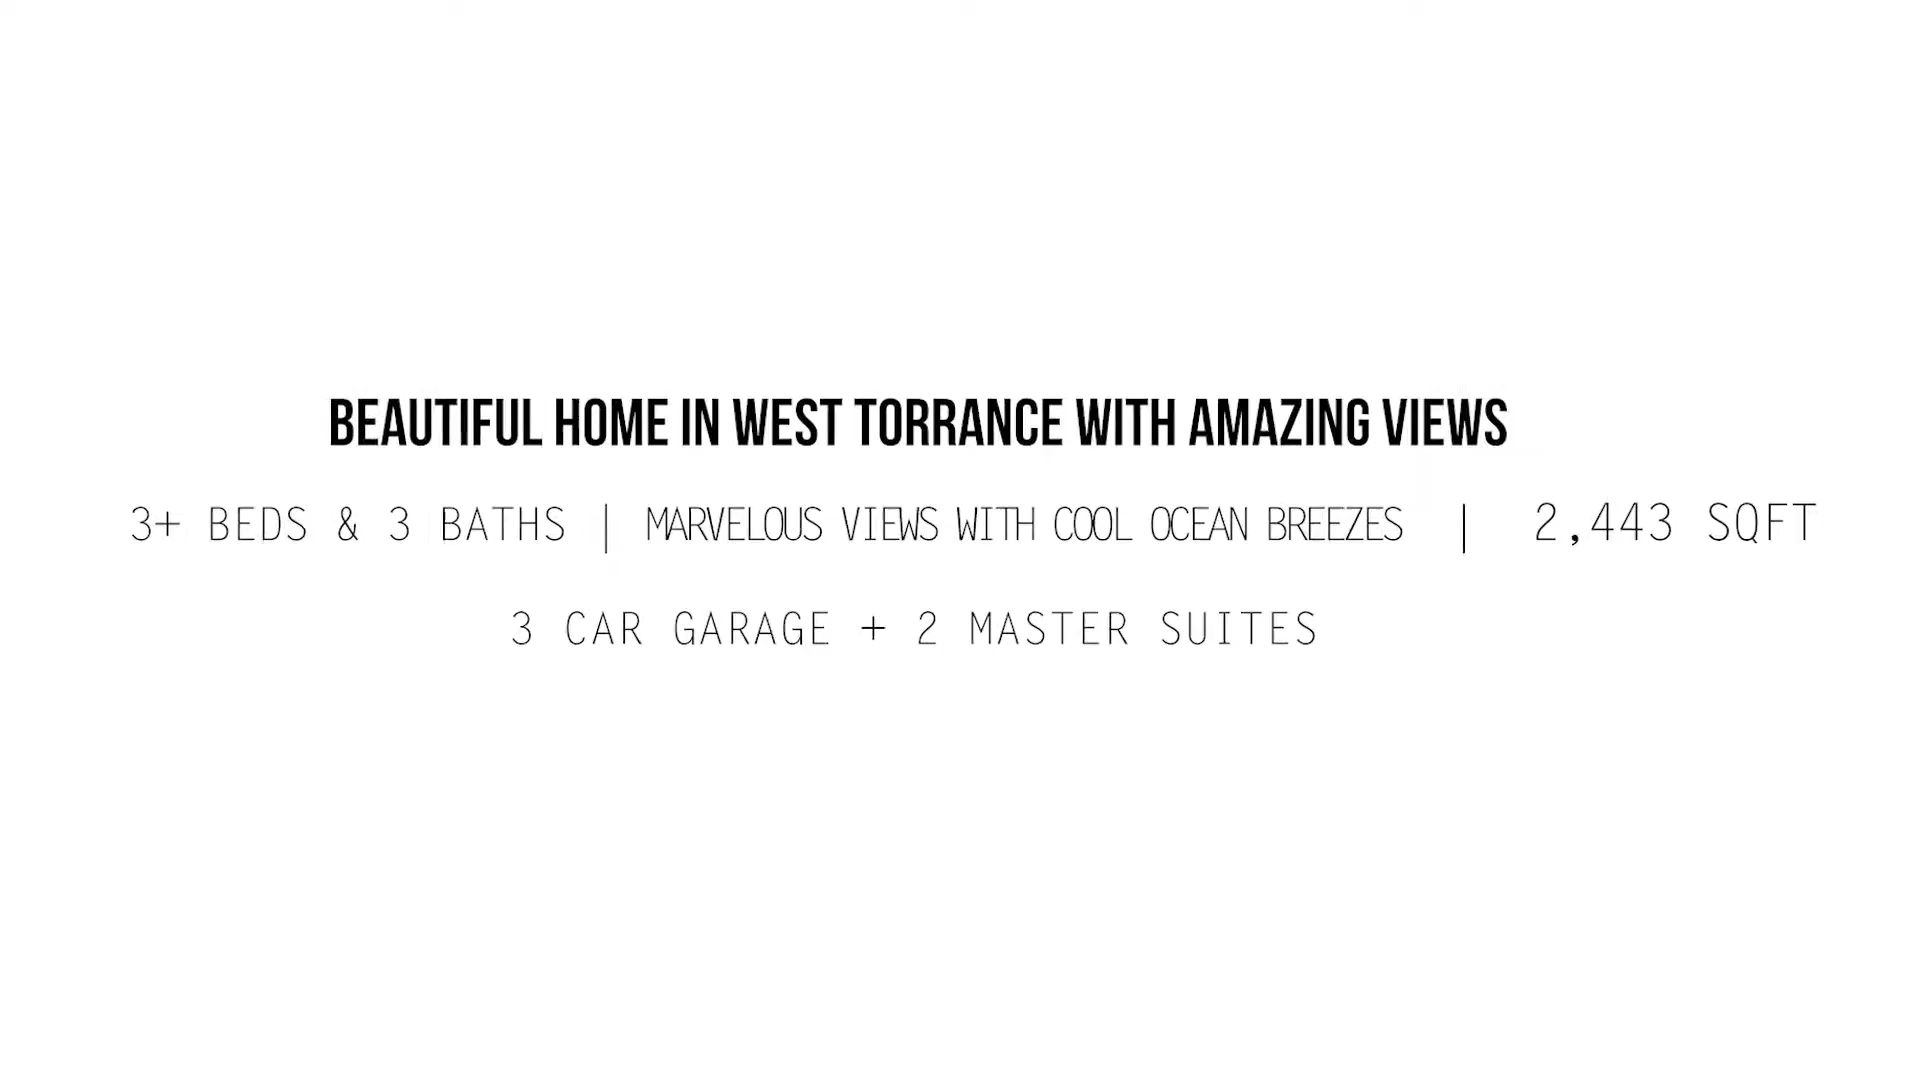 BEAUTIFUL HOME IN WEST TORRANCE WITH AMAZING VIEWS
3+ BEDS & 3 BATHS | MARVELOUS VIEWS WITH COOL OCEAN BREEZES | 2,443 SQFT
3 CAR GARAGE + 2 MASTER SUITES